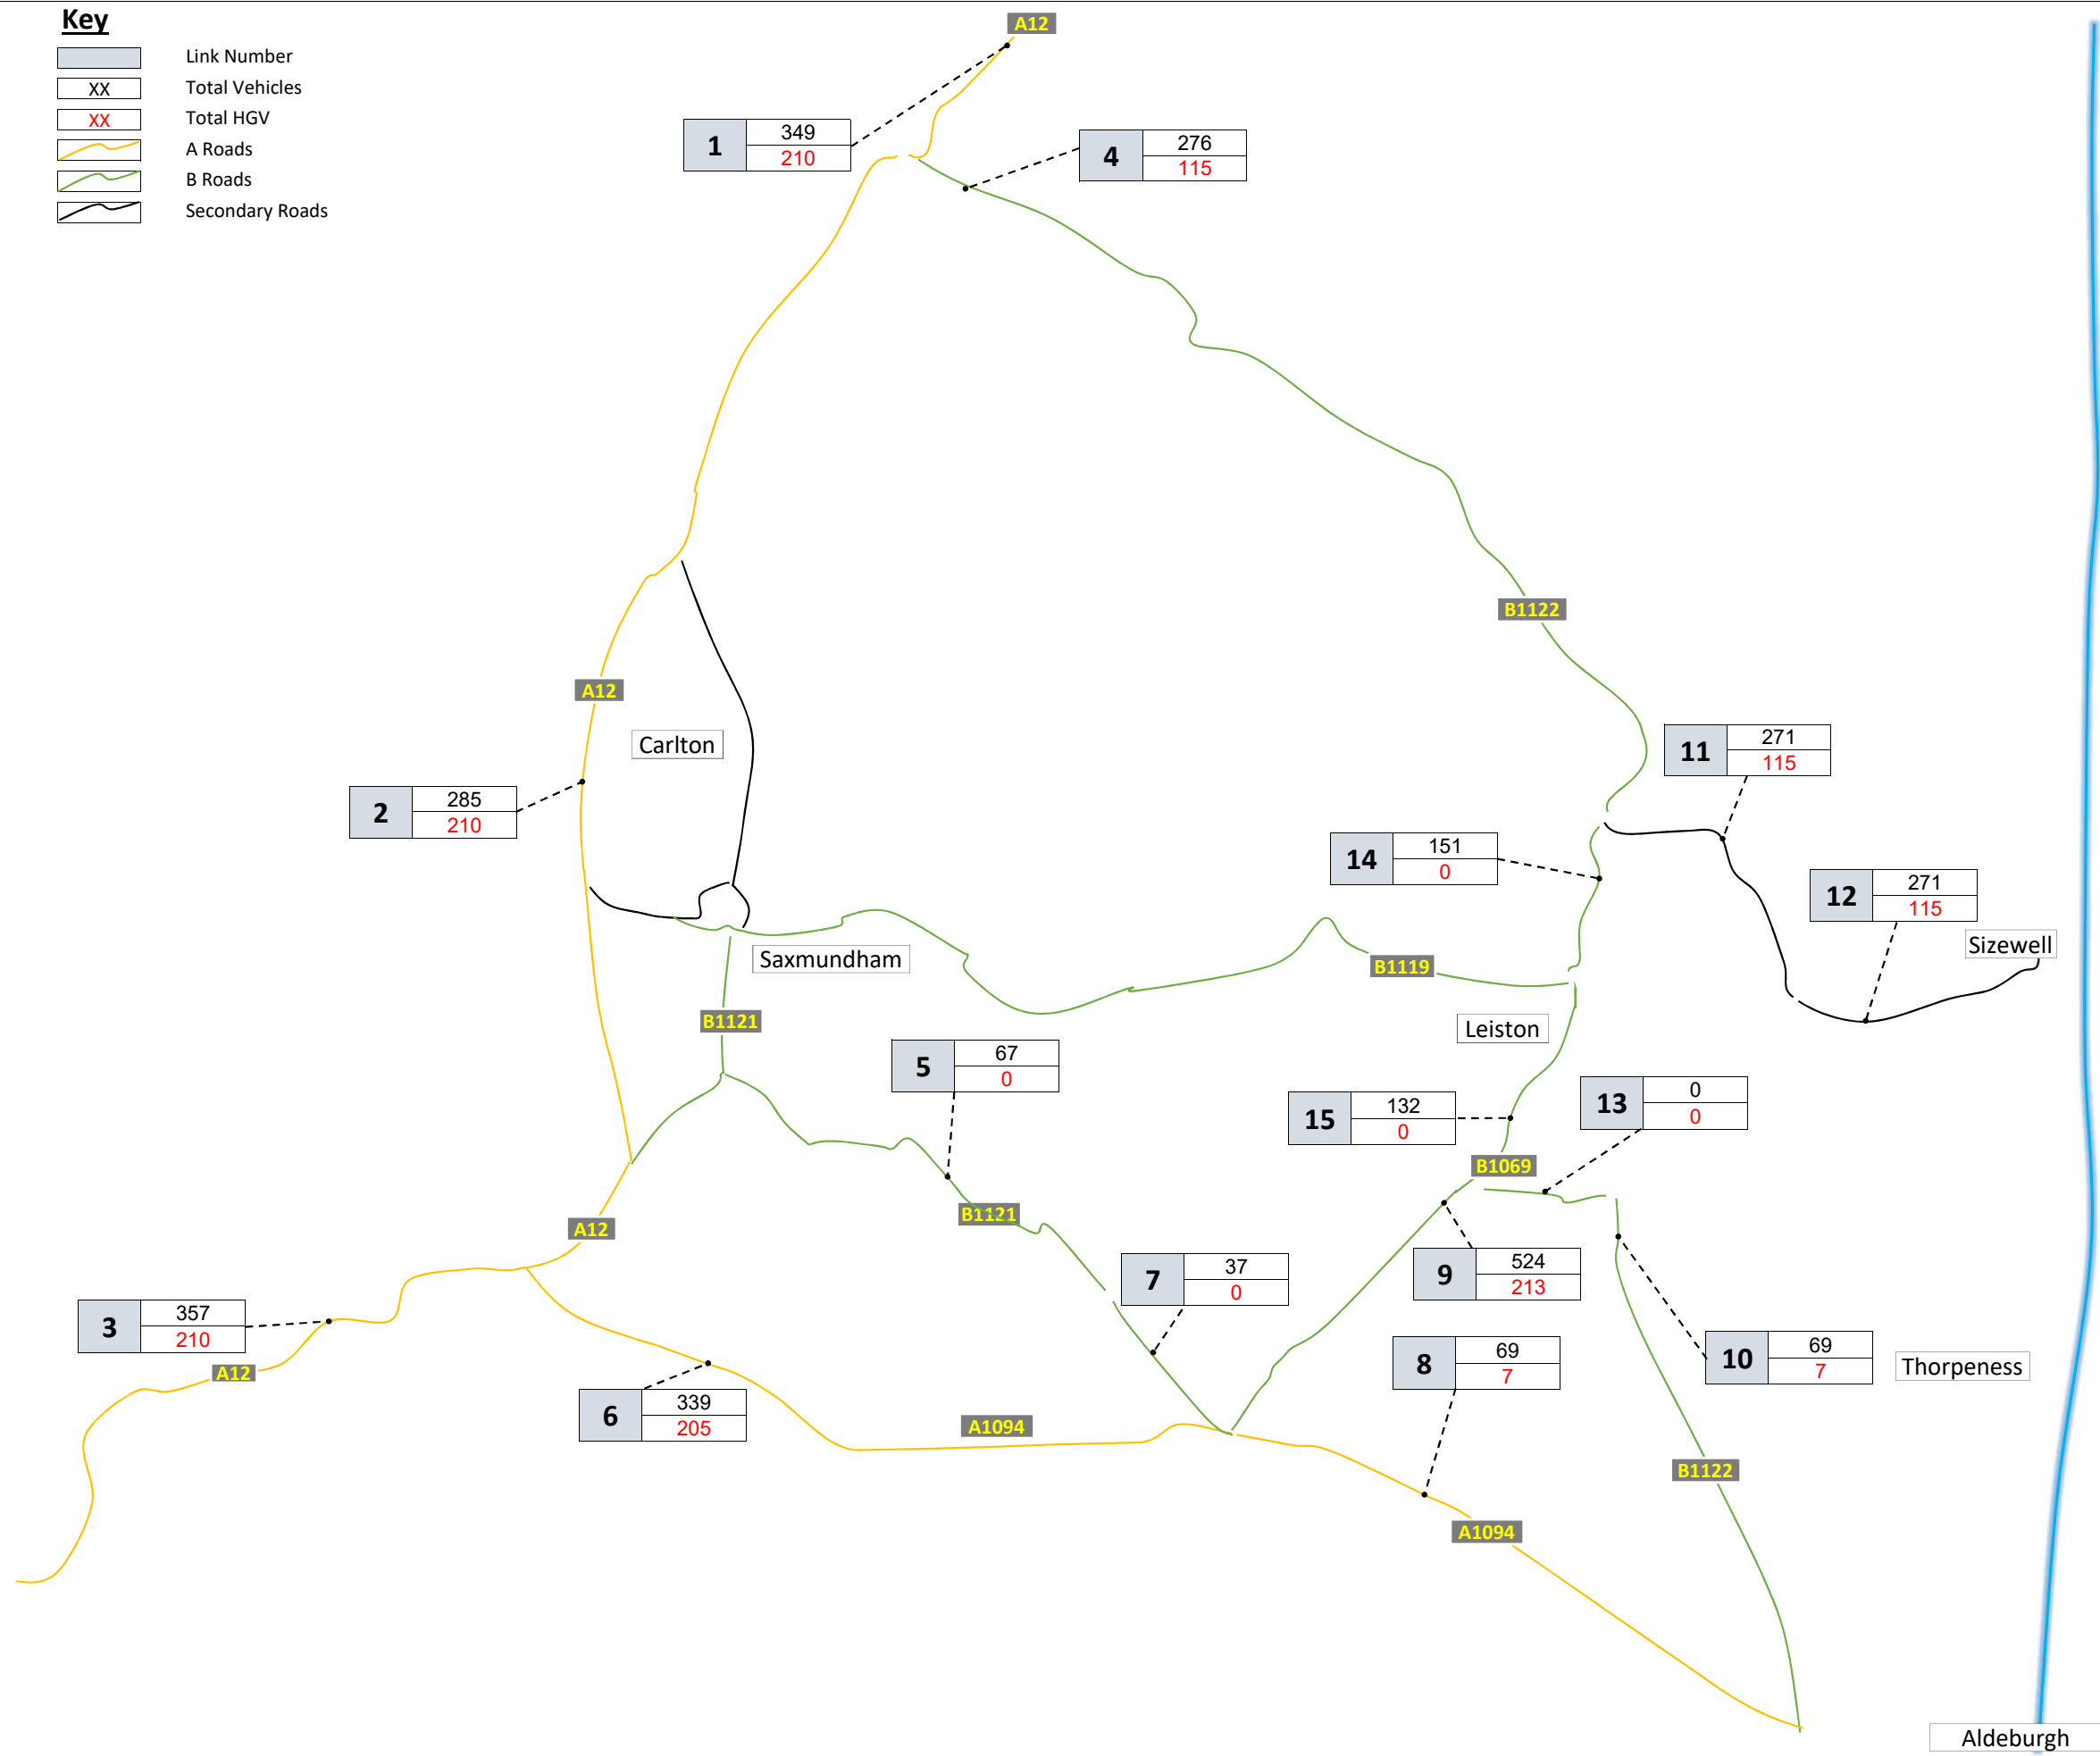 Key
Link Number
XX Total Vehicles
XX Total HGV
A Roads
B Roads
Secondary Roads
A12
1 349
210
4 276
115
B1122
A12
Carlton
11 271
115
2 285
210
14 151
0
12 271
115
Sizewell
Saxmundham
B1119
B1121
Leiston
5 67
0
15 132
0
13 0
0
B1069
B1121
A12
7 37
0
9 524
213
3 357
210
A12
8 69
7
10 69
7
Thorpeness
6 339
205
A1094
B1122
A1094
Aldeburgh